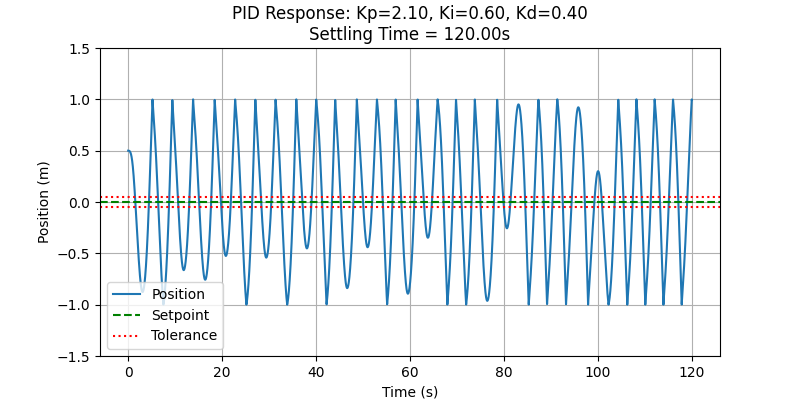 PID Response: Kp=2.10, Ki=0.60, Kd=0.40
Settling Time = 120.00s
1.5
1.0
0.5
0.0
−0.5
−1.0
−1.5
Position (m)
Position
Setpoint
Tolerance
0 20 40 60 80 100 120
Time (s)